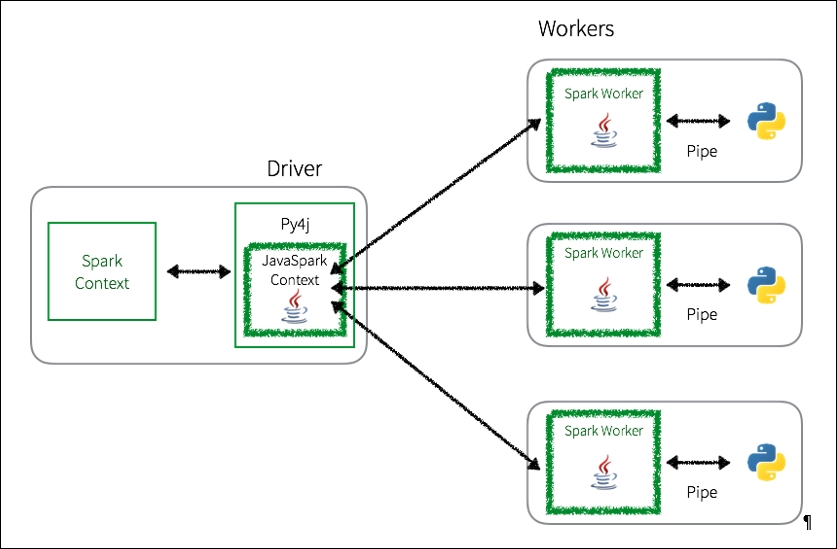 Workers
Spark Worker
Pipe
Driver
Spark
Context
Py4j
JavaSpark
Context
Spark Worker
Pipe
Spark Worker
Pipe
¶